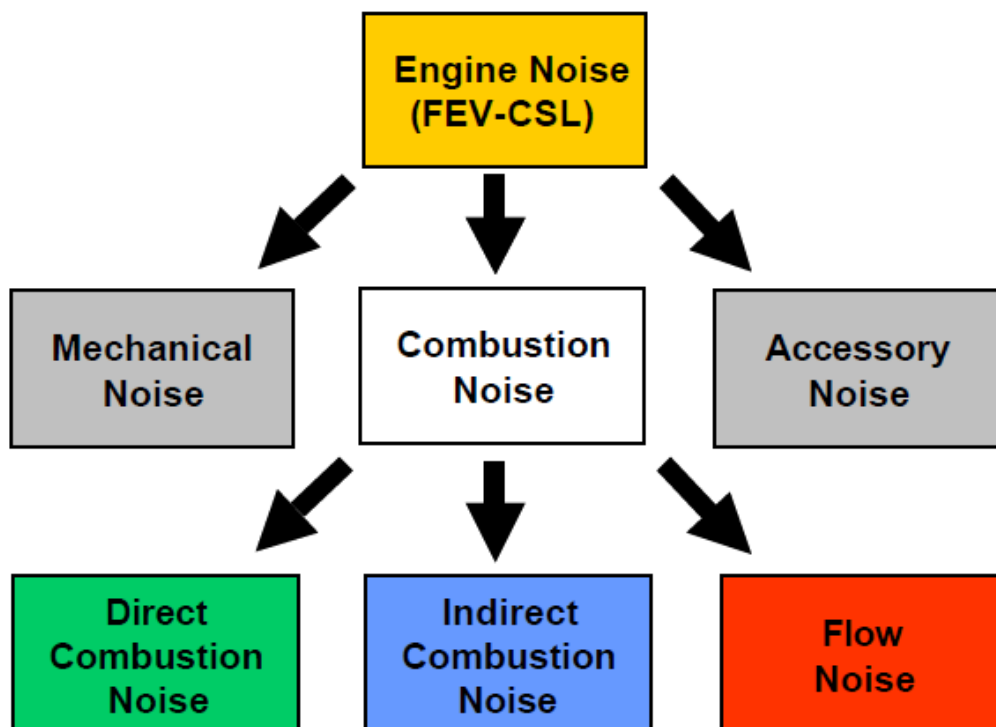 Engine Noise
(FEV-CSL)
Mechanical
Noise
Combustion
Noise
Accessory
Noise
Direct
Combustion
Noise
Indirect
Combustion
Noise
Flow
Noise